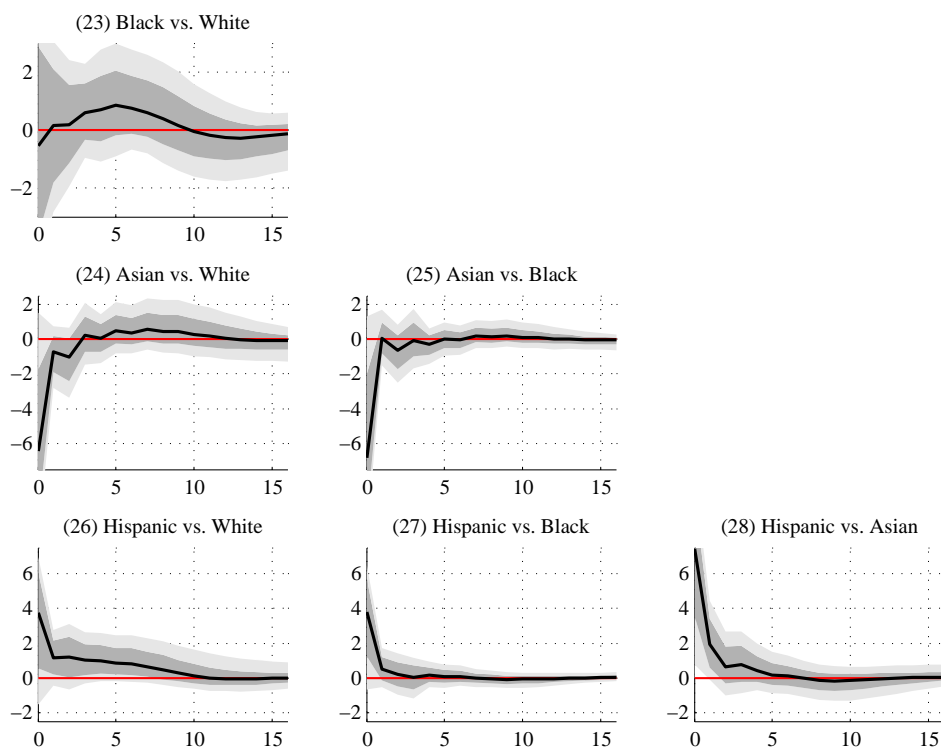 (23) Black vs. White
2
0
−2
0 5 10 15
(24) Asian vs. White (25) Asian vs. Black
2 2
0 0
−2 −2
−4 −4
−6 −6
0 5 10 15 0 5 10 15
(26) Hispanic vs. White (27) Hispanic vs. Black (28) Hispanic vs. Asian
6 6 6
4 4 4
2 2 2
0 0 0
−2 −2 −2
0 5 10 15 0 5 10 15 0 5 10 15